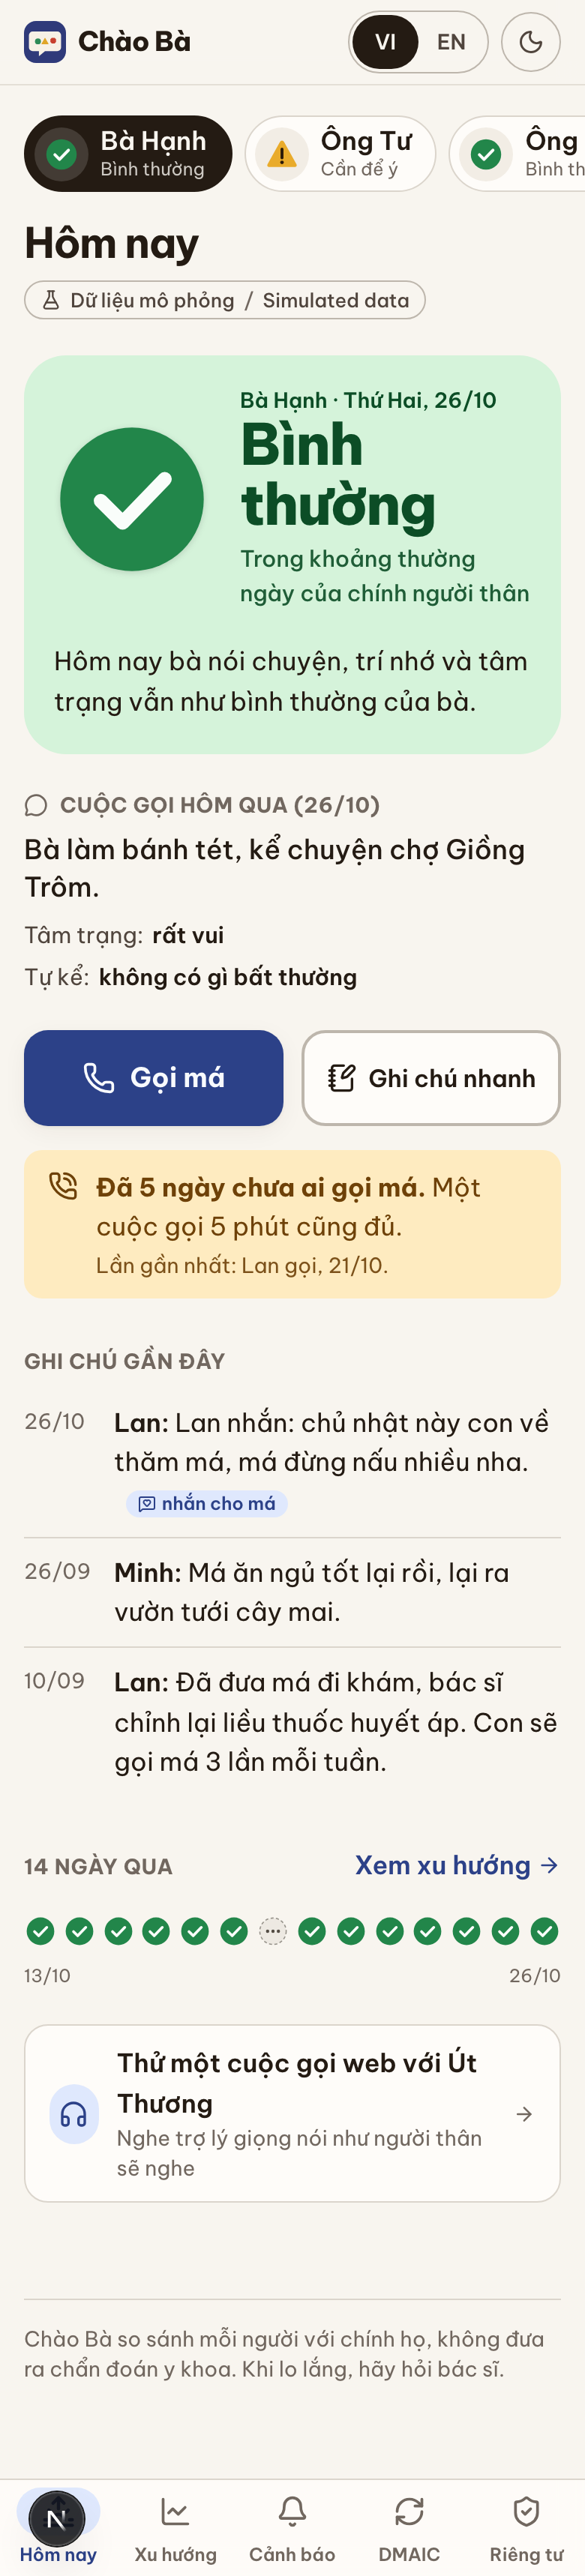 Chào Bà
VI EN
Bà Hạnh
Bình thường
Ông Tư
Cần để ý
Ông
Bình th
Hôm nay
Dữ liệu mô phỏng / Simulated data
Bà Hạnh · Thứ Hai, 26/10
Bình
thường
Trong khoảng thường
ngày của chính người thân
Hôm nay bà nói chuyện, trí nhớ và tâm
trạng vẫn như bình thường của bà.
CUỘC GỌI HÔM QUA (26/10)
Bà làm bánh tét, kể chuyện chợ Giồng
Trôm.
Tâm trạng: rất vui
Tự kể: không có gì bất thường
Gọi má
Ghi chú nhanh
Đã 5 ngày chưa ai gọi má. Một
cuộc gọi 5 phút cũng đủ.
Lần gần nhất: Lan gọi, 21/10.
GHI CHÚ GẦN ĐÂY
26/10 Lan: Lan nhắn: chủ nhật này con về
thăm má, má đừng nấu nhiều nha.
nhắn cho má
26/09 Minh: Má ăn ngủ tốt lại rồi, lại ra
vườn tưới cây mai.
10/09 Lan: Đã đưa má đi khám, bác sĩ
chỉnh lại liều thuốc huyết áp. Con sẽ
gọi má 3 lần mỗi tuần.
14 NGÀY QUA
Xem xu hướng
13/10 26/10
Thử một cuộc gọi web với Út
Thương
Nghe trợ lý giọng nói như người thân
sẽ nghe
Chào Bà so sánh mỗi người với chính họ, không đưa
ra chẩn đoán y khoa. Khi lo lắng, hãy hỏi bác sĩ.
N
Hôm nay Xu hướng Cảnh báo DMAIC Riêng tư